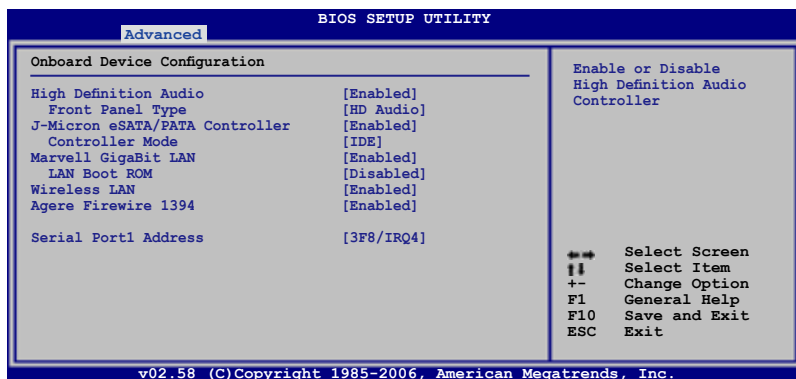 BIOS SETUP UTILITY
Advanced
Onboard Device Configuration
High Definition Audio [Enabled]
Front Panel Type [HD Audio]
J-Micron eSATA/PATA Controller [Enabled]
Controller Mode [IDE]
Marvell GigaBit LAN [Enabled]
LAN Boot ROM [Disabled]
Wireless LAN [Enabled]
Agere Firewire 1394 [Enabled]
Serial Port1 Address [3F8/IRQ4]
Enable or Disable
High Definition Audio
Controller
←→ Select Screen
↑↓ Select Item
+- Change Option
F1 General Help
F10 Save and Exit
ESC Exit
v02.58 (C)Copyright 1985-2006, American Megatrends, Inc.